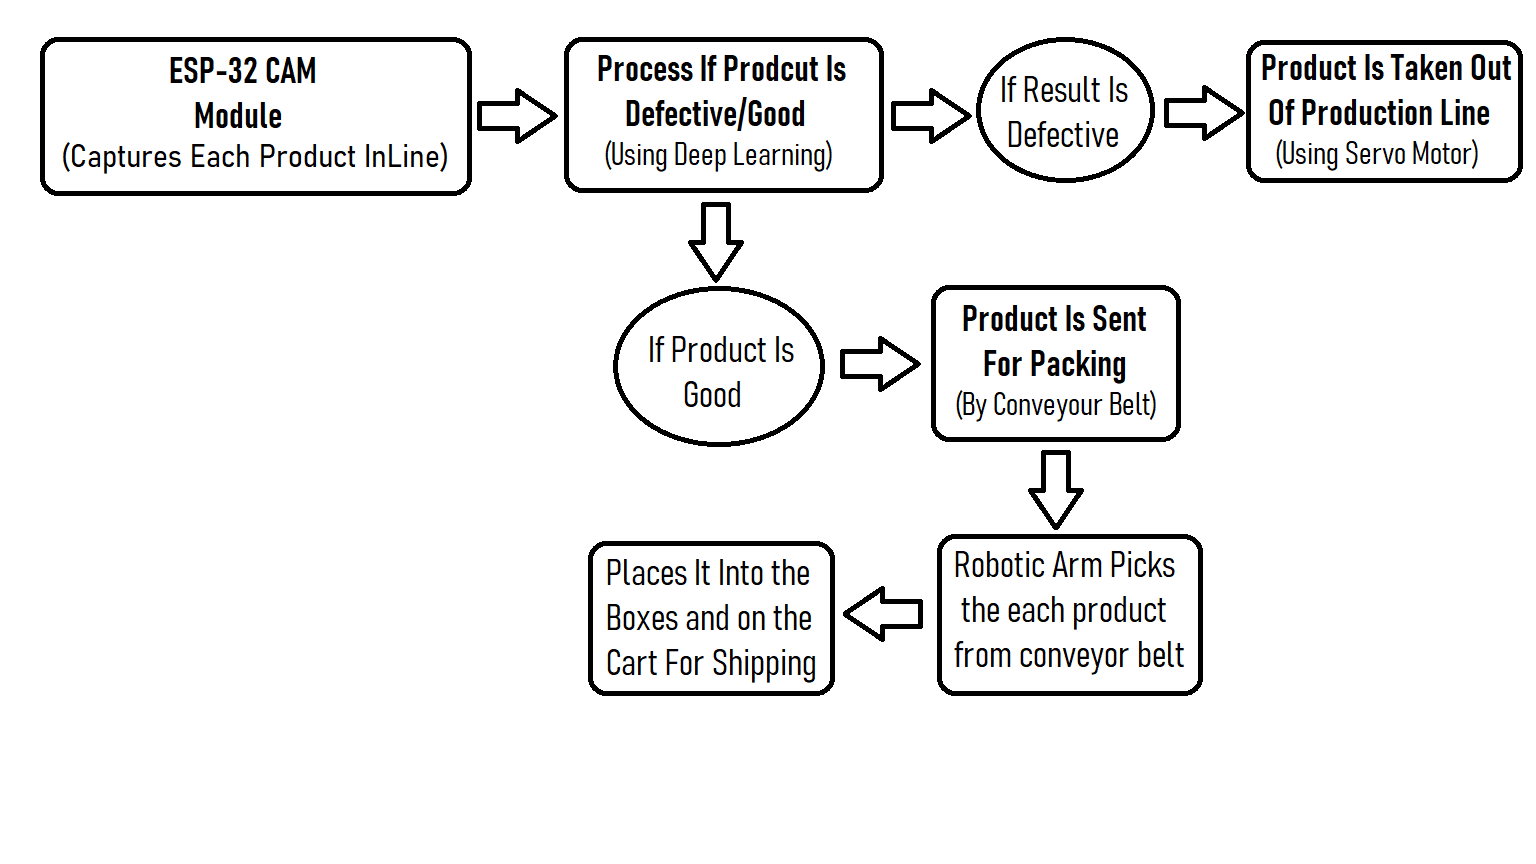 ESP-32 CAM
Module
(Captures Each Product InLine)
Process If Prodcut Is
Defective/Good
(Using Deep Learning)
If Result Is
Defective
Product Is Taken Out
Of Production Line
(Using Servo Motor)
If Product Is
Good
Product Is Sent
For Packing
(By Conveyour Belt)
Robotic Arm Picks
the each product
from conveyor belt
Places It Into the
Boxes and on the
Cart For Shipping